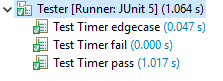 Tester [Runner: JUnit 5] (1.064 s)
Test Timer edgecase (0.047 s)
Test Timer fail (0.000 s)
Test Timer pass (1.017 s)